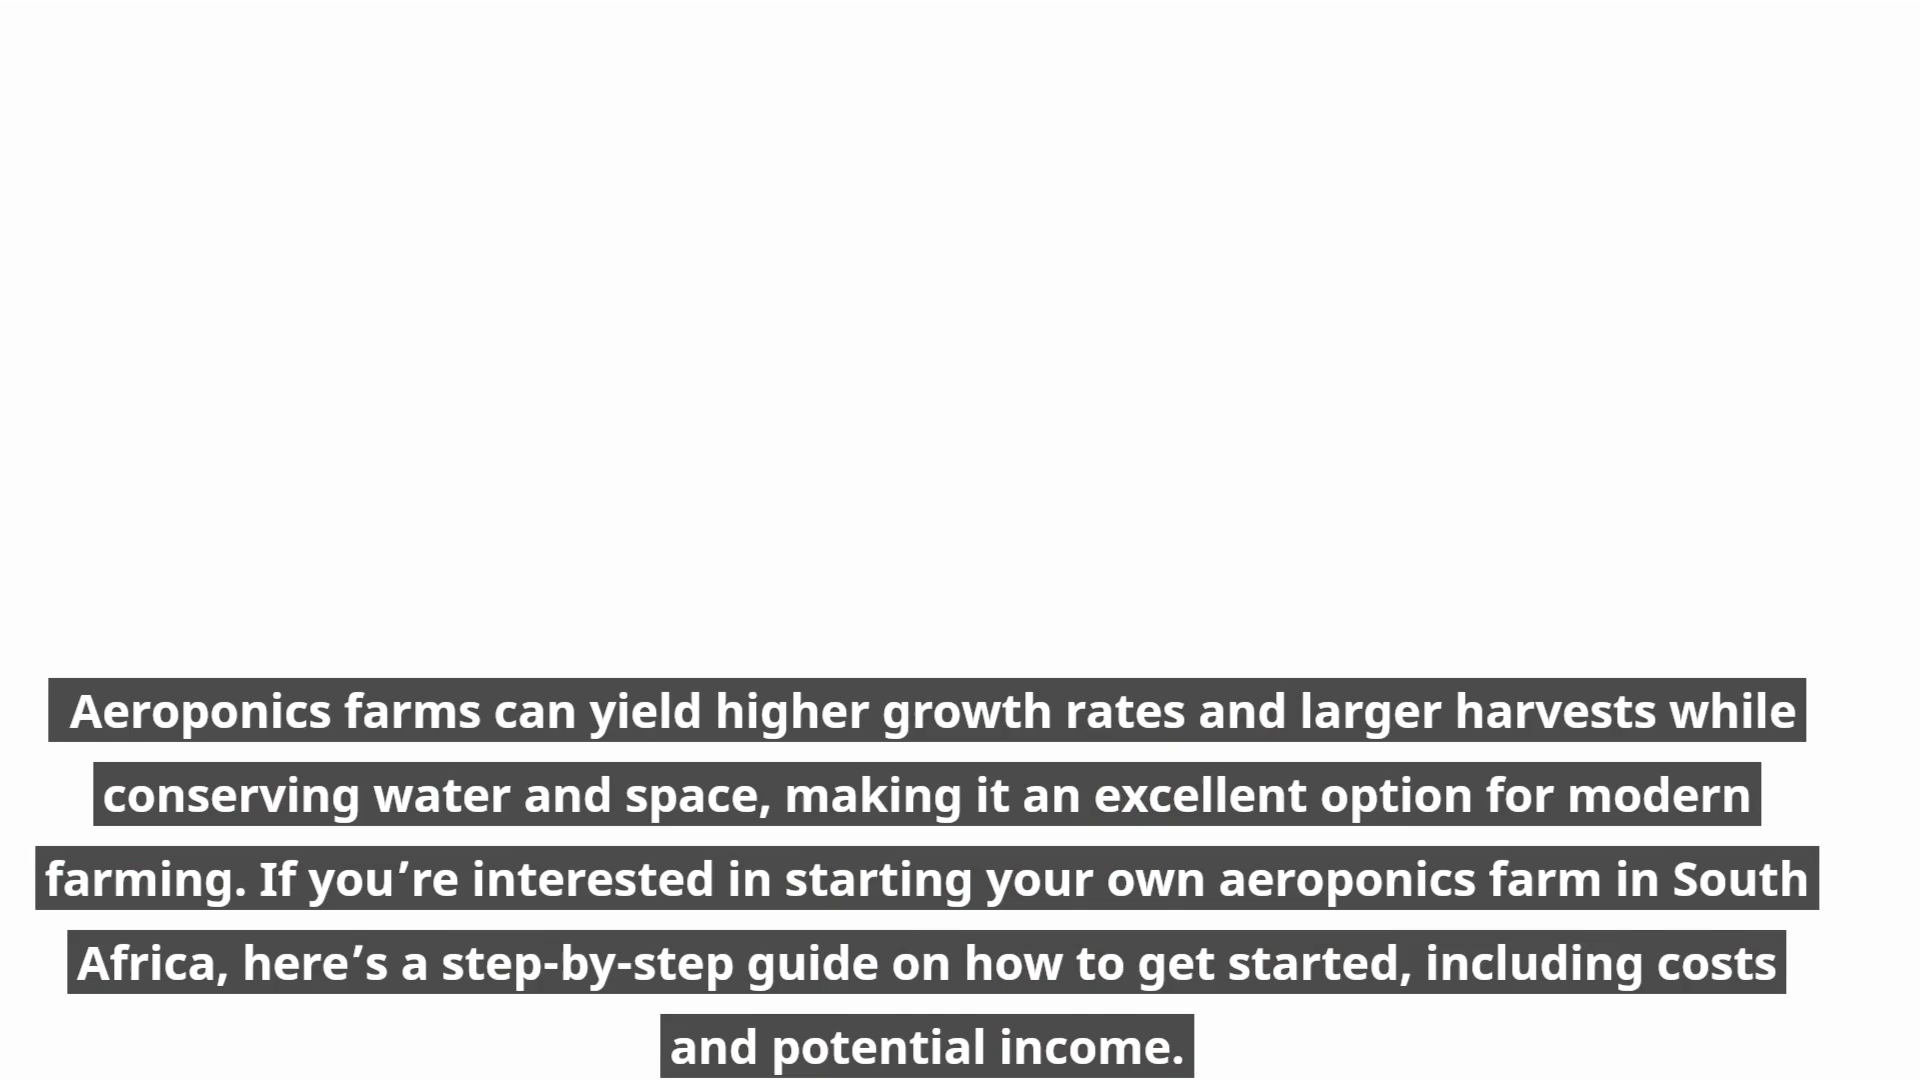 Aeroponics farms can yield higher growth rates and larger harvests while
conserving water and space, making it an excellent option for modern
farming. If you’re interested in starting your own aeroponics farm in South
Africa, here’s a step-by-step guide on how to get started, including costs
and potential income.